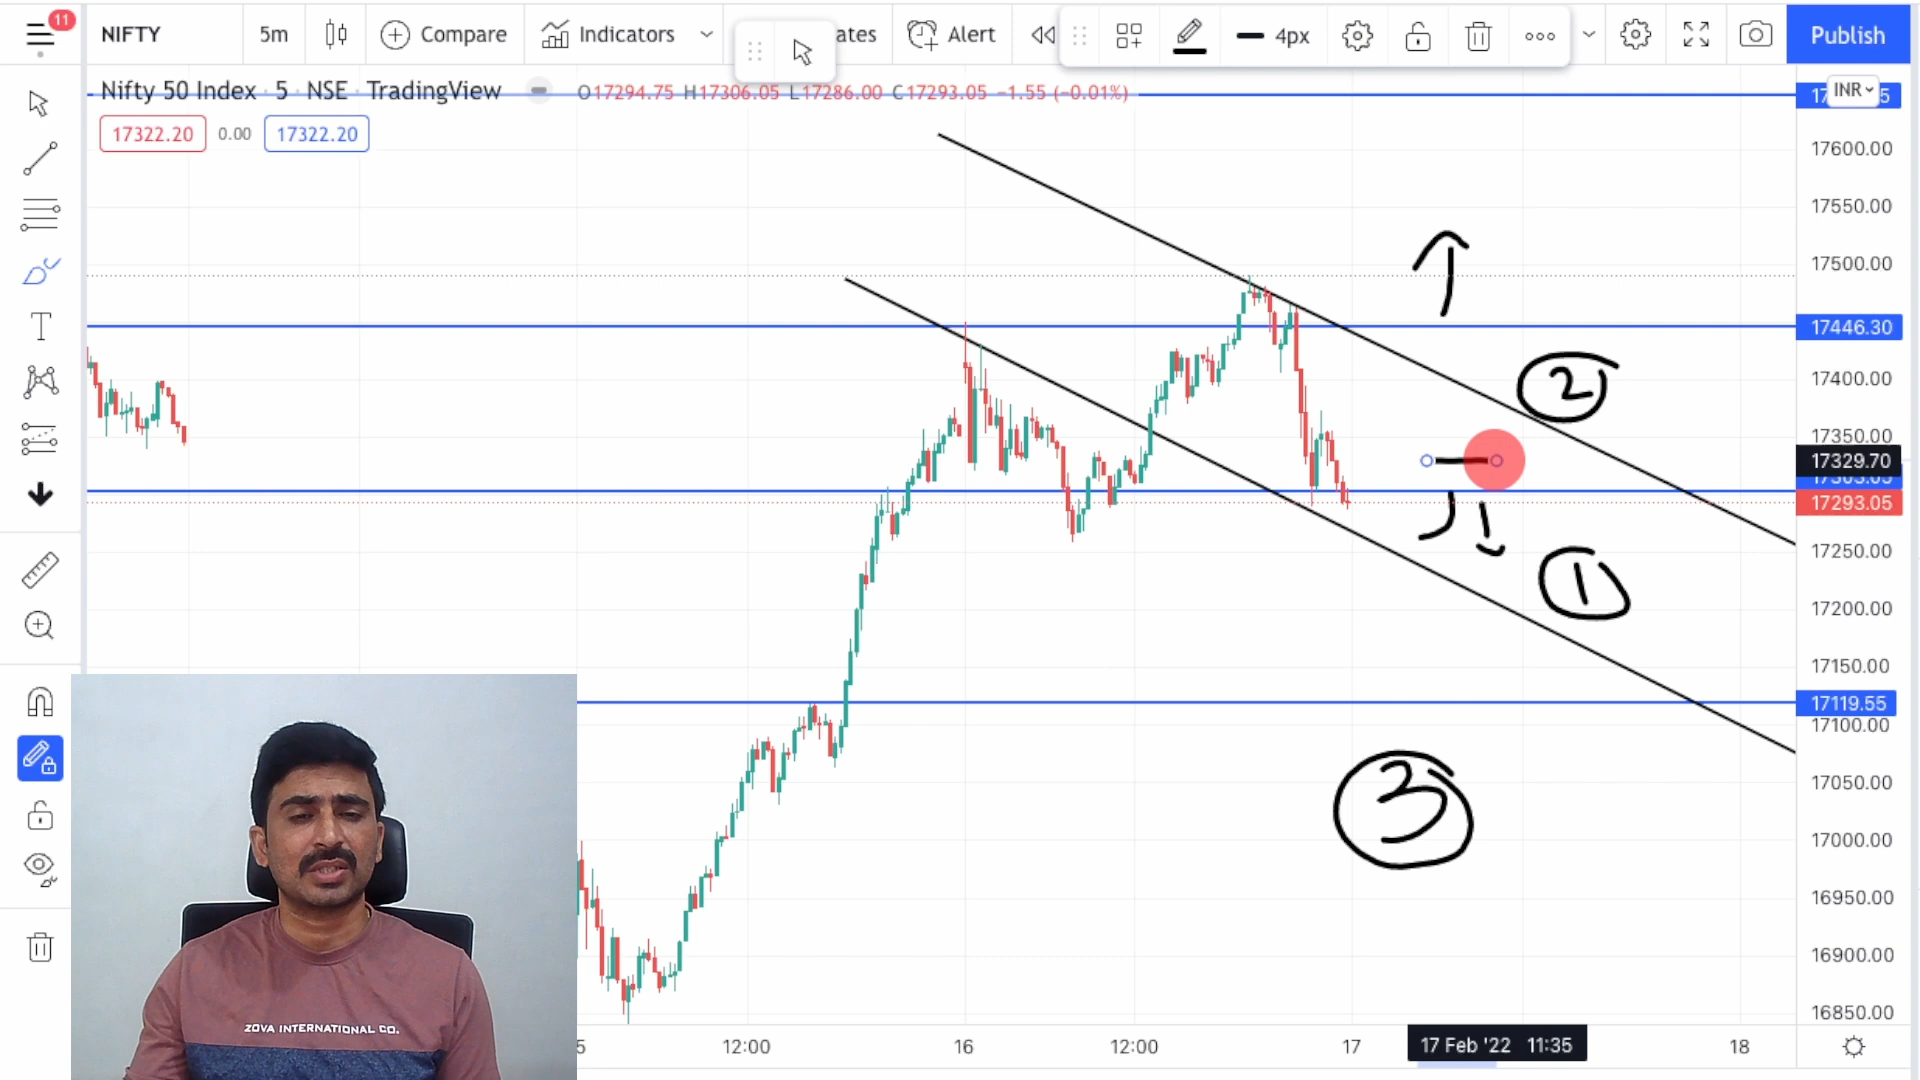 11
NIFTY
5m
Compare
Indicators
ates
Alert
4px
Publish
Nifty 50 Index · 5 · NSE · TradingView
O17294.75 H17306.05 L17286.00 C17293.05 −1.55 (−0.01%)
INR
17322.20 0.00 17322.20
17600.00
17550.00
17500.00
17446.30
17400.00
17350.00
17329.70
17293.05
17250.00
17200.00
17150.00
17119.55
17100.00
17050.00
17000.00
16950.00
16900.00
16850.00
2
1
3
ZOVA INTERNATIONAL CO.
5
12:00
16
12:00
17
17 Feb '22 11:35
18